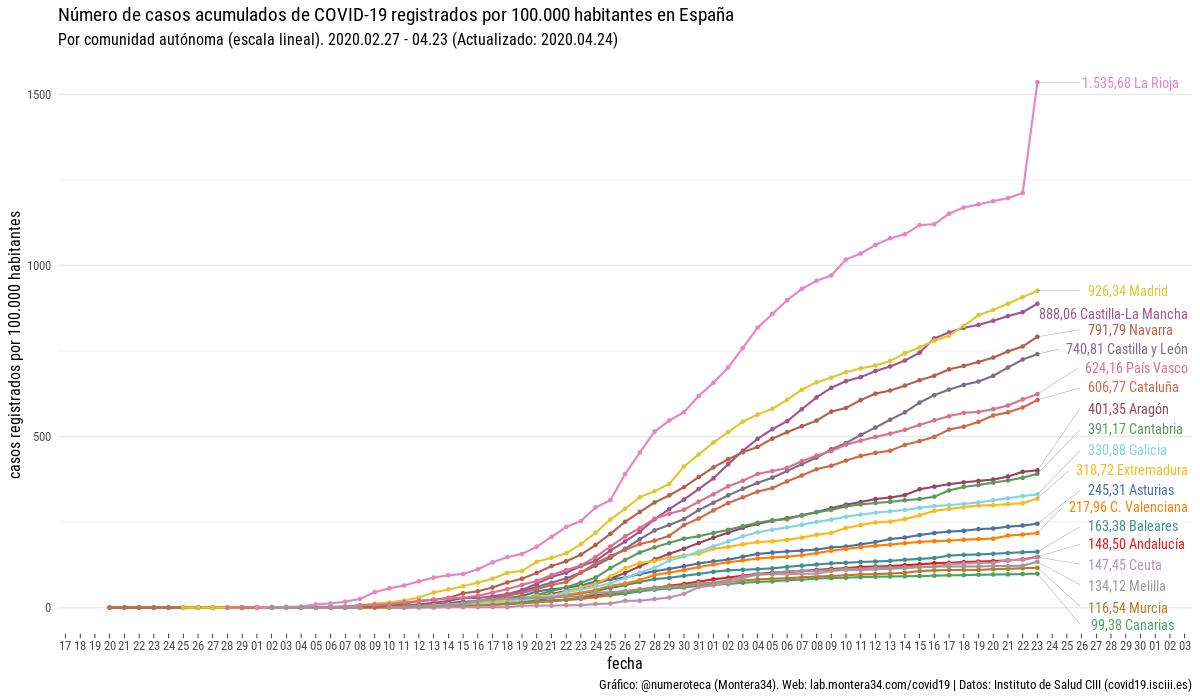 Número de casos acumulados de COVID-19 registrados por 100.000 habitantes en España
Por comunidad autónoma (escala lineal). 2020.02.27 - 04.23 (Actualizado: 2020.04.24)
casos registrados por 100.000 habitantes
1500
1000
500
0
1.535,68 La Rioja
926,34 Madrid
888,06 Castilla-La Mancha
791,79 Navarra
740,81 Castilla y León
624,16 País Vasco
606,77 Cataluña
401,35 Aragón
391,17 Cantabria
330,88 Galicia
318,72 Extremadura
245,31 Asturias
217,96 C. Valenciana
163,38 Baleares
148,50 Andalucía
147,45 Ceuta
134,12 Melilla
116,54 Murcia
99,38 Canarias
17 18 19 20 21 22 23 24 25 26 27 28 29 01 02 03 04 05 06 07 08 09 10 11 12 13 14 15 16 17 18 19 20 21 22 23 24 25 26 27 28 29 30 31 01 02 03 04 05 06 07 08 09 10 11 12 13 14 15 16 17 18 19 20 21 22 23 24 25 26 27 28 29 30 01 02 03
fecha
Gráfico: @numeroteca (Montera34). Web: lab.montera34.com/covid19 | Datos: Instituto de Salud CIII (covid19.isciii.es)